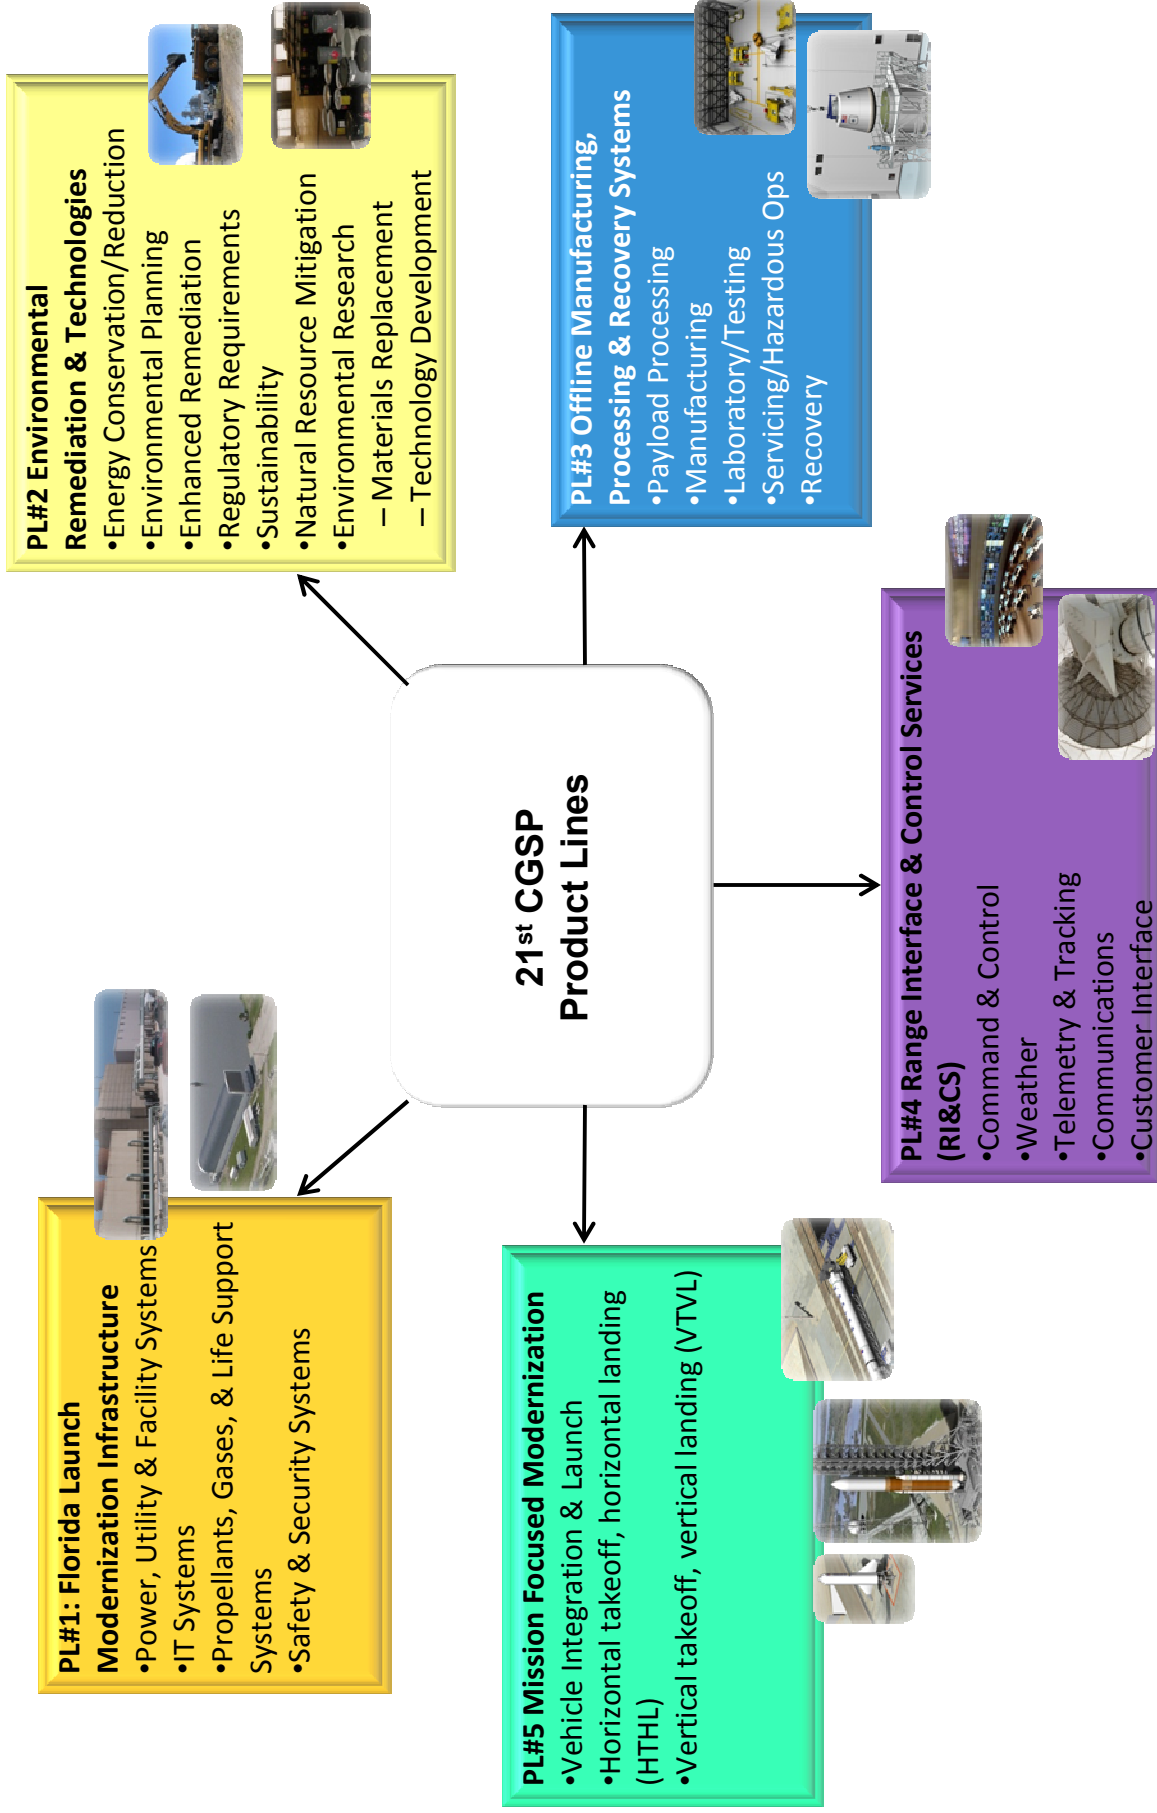 PL#1: Florida Launch
Modernization Infrastructure
•Power, Utility & Facility Systems
•IT Systems
•Propellants, Gases, & Life Support
Systems
•Safety & Security Systems
PL#2 Environmental
Remediation & Technologies
•Energy Conservation/Reduction
•Environmental Planning
•Enhanced Remediation
•Regulatory Requirements
•Sustainability
•Natural Resource Mitigation
•Environmental Research
– Materials Replacement
– Technology Development
21st CGSP
Product Lines
PL#5 Mission Focused Modernization
•Vehicle Integration & Launch
•Horizontal takeoff, horizontal landing
(HTHL)
•Vertical takeoff, vertical landing (VTVL)
PL#3 Offline Manufacturing,
Processing & Recovery Systems
•Payload Processing
•Manufacturing
•Laboratory/Testing
•Servicing/Hazardous Ops
•Recovery
PL#4 Range Interface & Control Services
(RI&CS)
•Command & Control
•Weather
•Telemetry & Tracking
•Communications
•Customer Interface